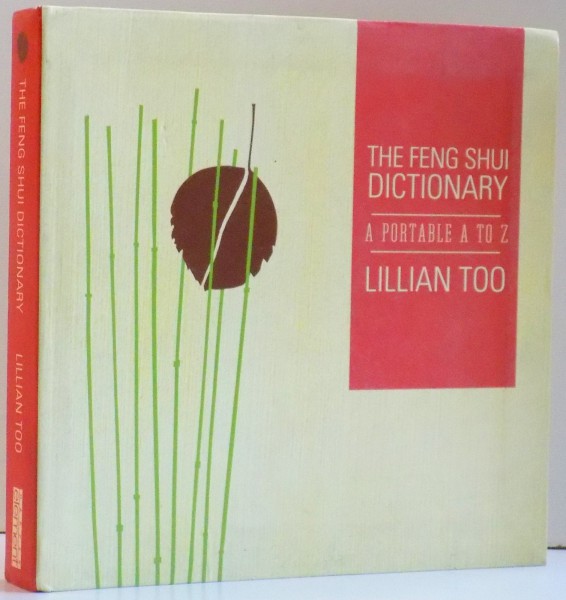 THE FENG SHUI
DICTIONARY
A PORTABLE A TO Z
LILLIAN TOO
THE FENG SHUI DICTIONARY
LILLIAN TOO